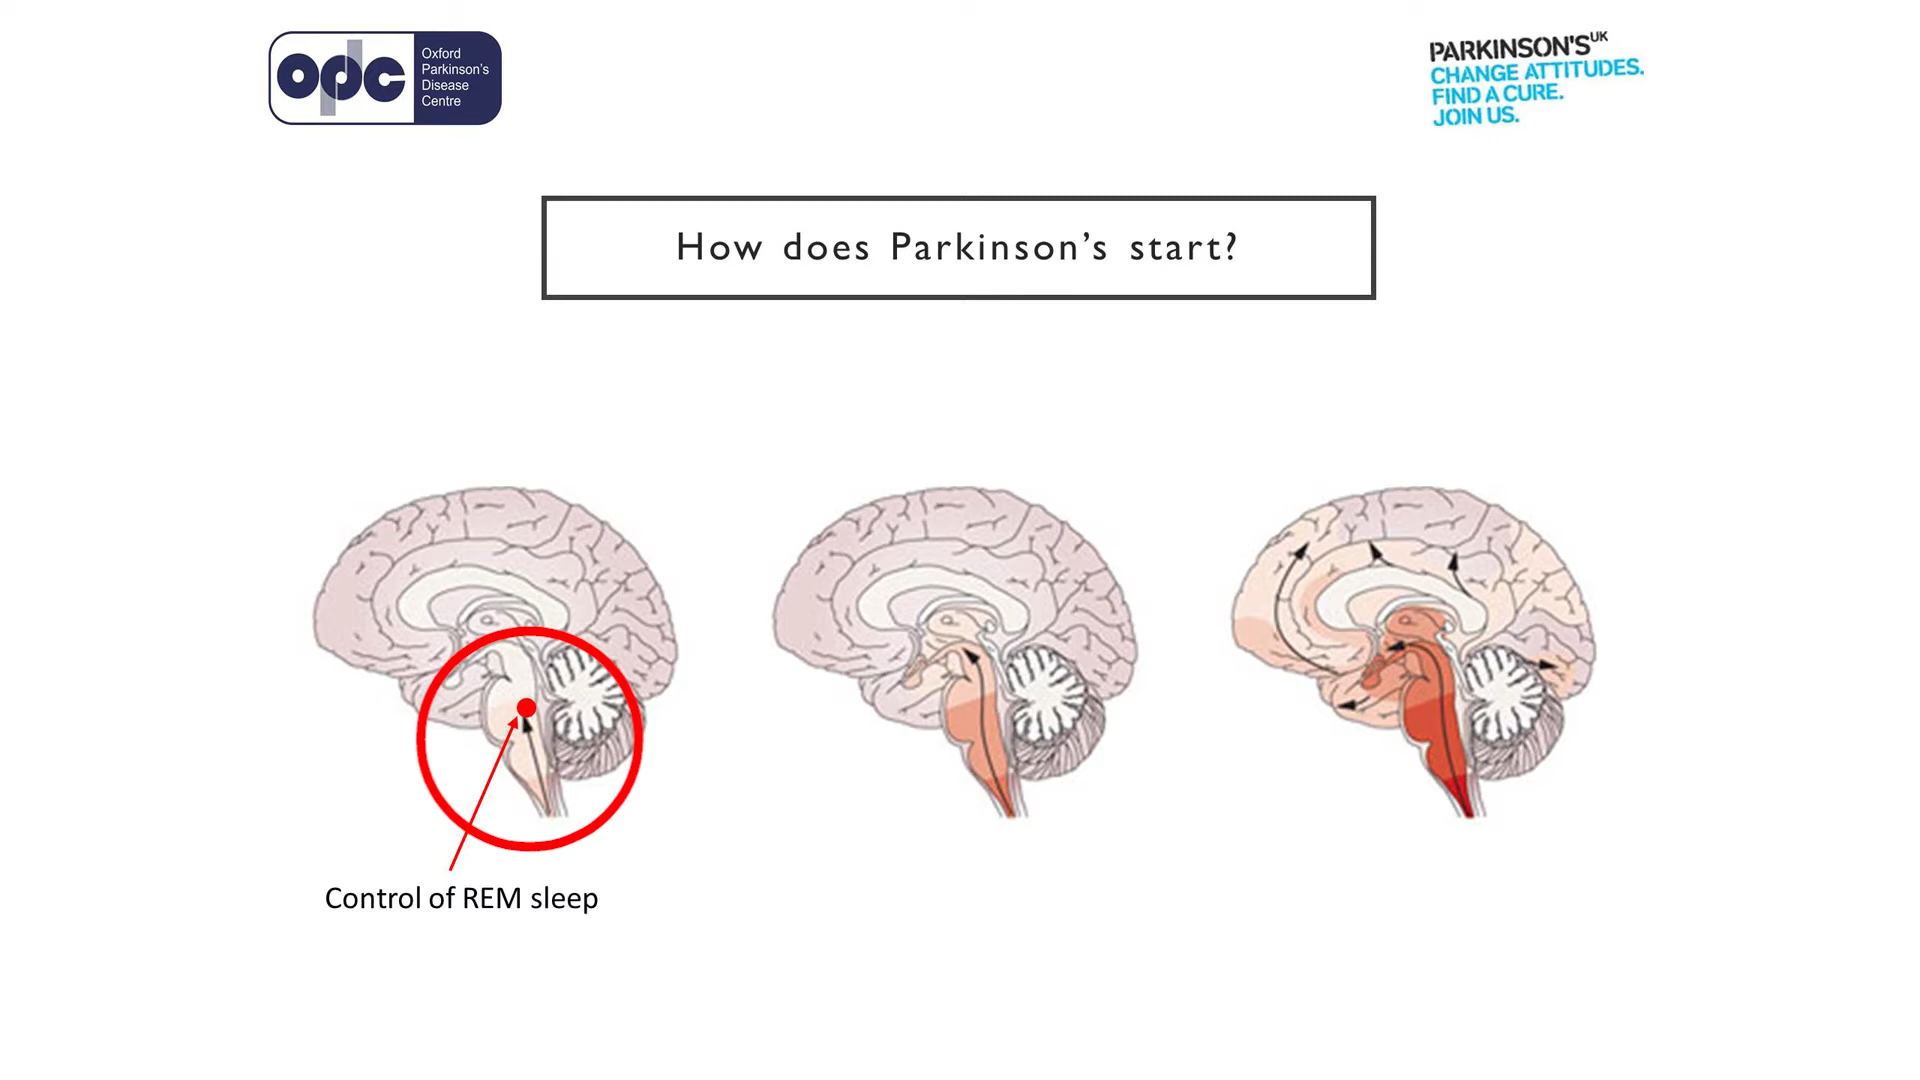 opdc
Oxford
Parkinson's
Disease
Centre
PARKINSON'S UK
CHANGE ATTITUDES.
FIND A CURE.
JOIN US.
How does Parkinson’s start?
Control of REM sleep